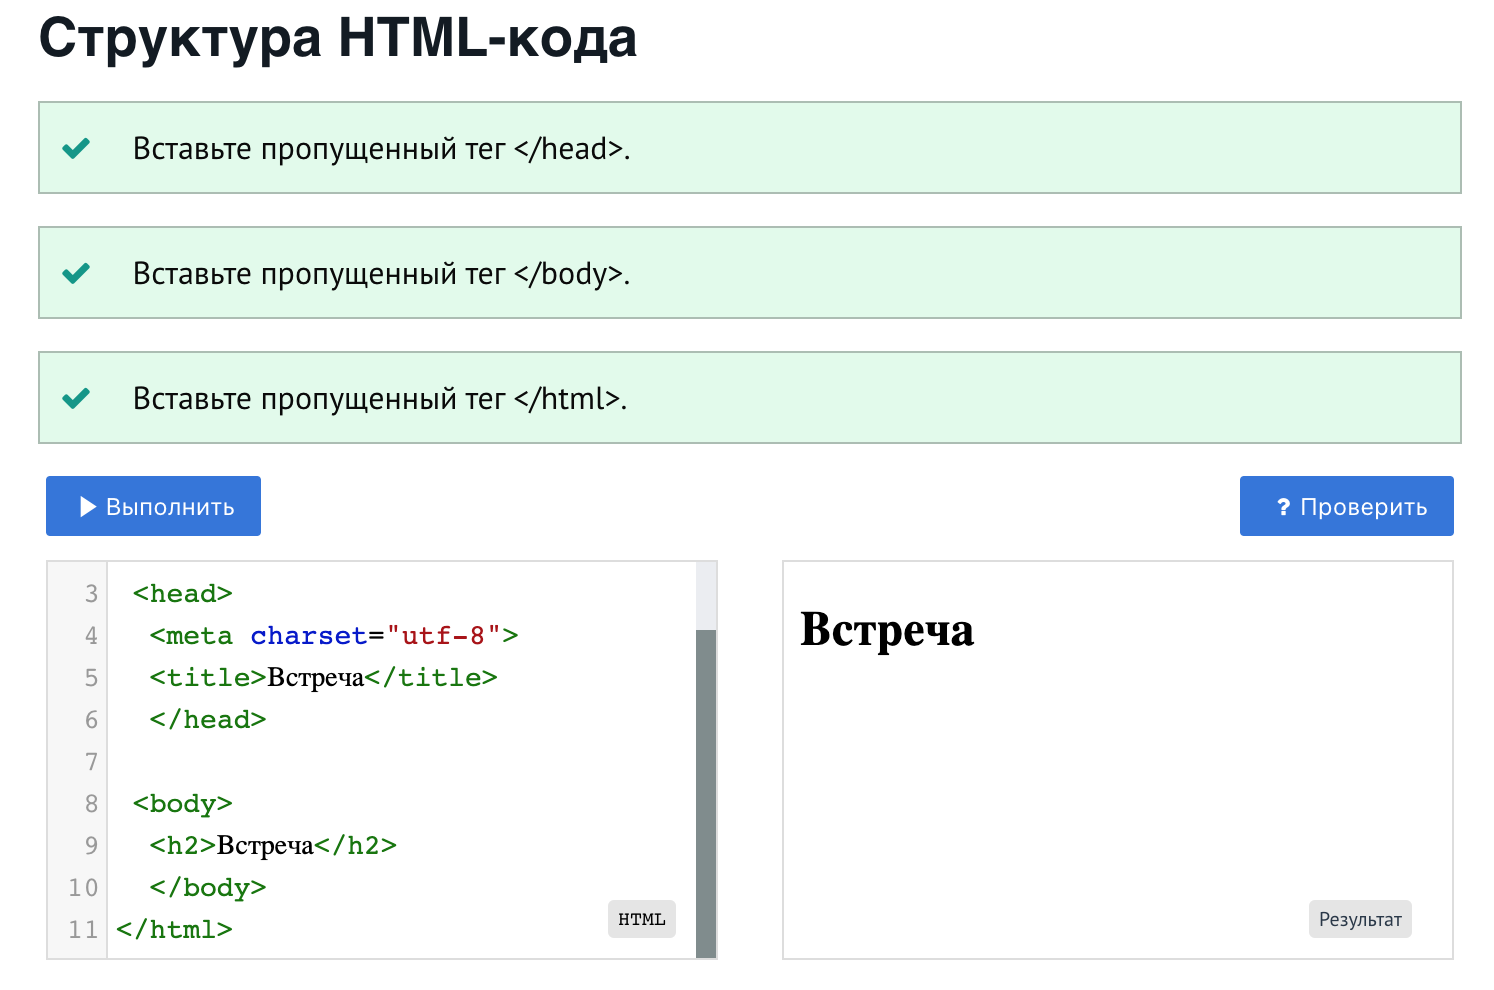 Структура HTML-кода
Вставьте пропущенный тег </head>.
Вставьте пропущенный тег </body>.
Вставьте пропущенный тег </html>.
Выполнить
? Проверить
3 <head>
4 <meta charset="utf-8">
5 <title>Встреча</title>
6 </head>
7
8 <body>
9 <h2>Встреча</h2>
10 </body>
11 </html>
HTML
Встреча
Результат